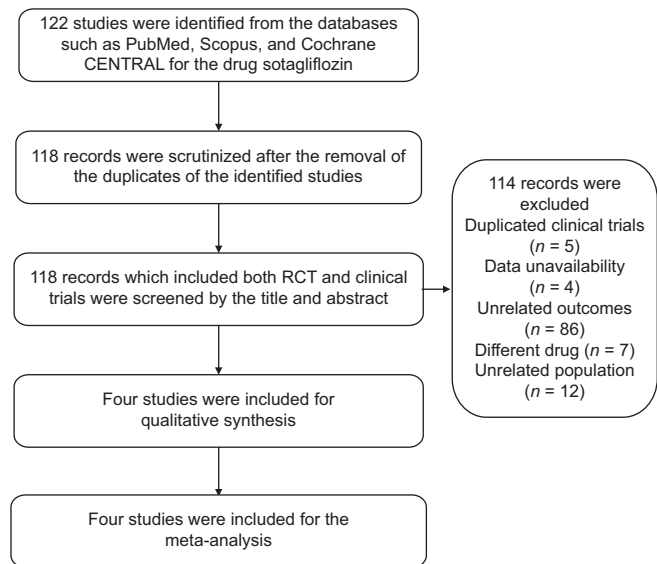 122 studies were identified from the databases
such as PubMed, Scopus, and Cochrane
CENTRAL for the drug sotagliflozin
118 records were scrutinized after the removal of
the duplicates of the identified studies
118 records which included both RCT and clinical
trials were screened by the title and abstract
114 records were
excluded
Duplicated clinical trials
(n = 5)
Data unavailability
(n = 4)
Unrelated outcomes
(n = 86)
Different drug (n = 7)
Unrelated population
(n = 12)
Four studies were included for
qualitative synthesis
Four studies were included for the
meta-analysis